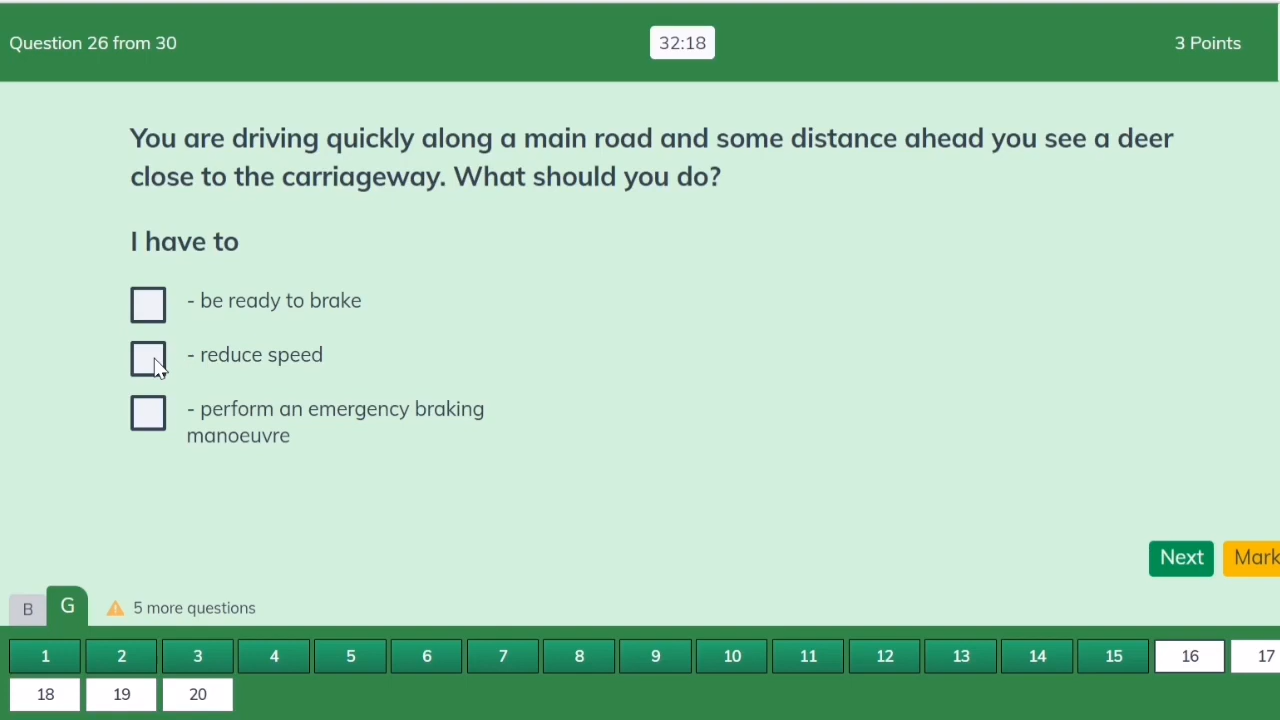 Question 26 from 30
32:18
3 Points
You are driving quickly along a main road and some distance ahead you see a deer
close to the carriageway. What should you do?
I have to
- be ready to brake
- reduce speed
- perform an emergency braking
manoeuvre
Next
Mark
B
G
5 more questions
1 2 3 4 5 6 7 8 9 10 11 12 13 14 15 16 17
18 19 20